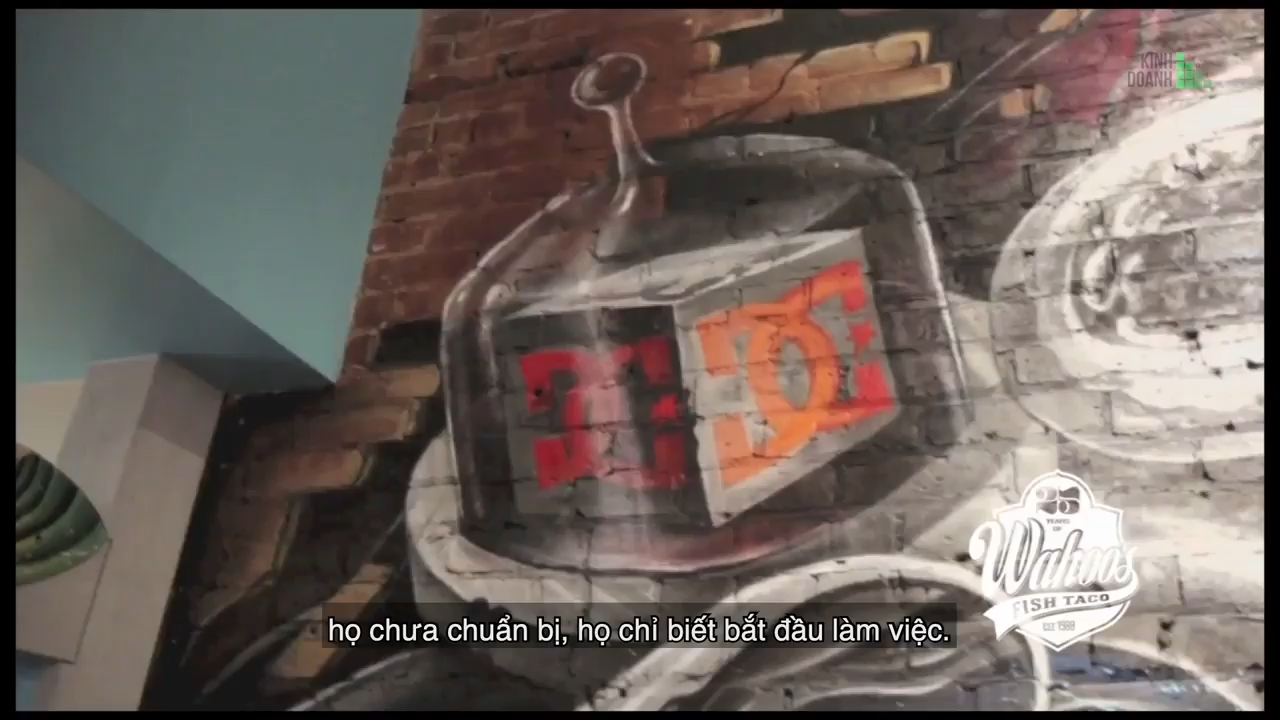 KINH
DOANH
25
YEARS
OF
Wahoo's
FISH TACO
EST 1988
họ chưa chuẩn bị, họ chỉ biết bắt đầu làm việc.